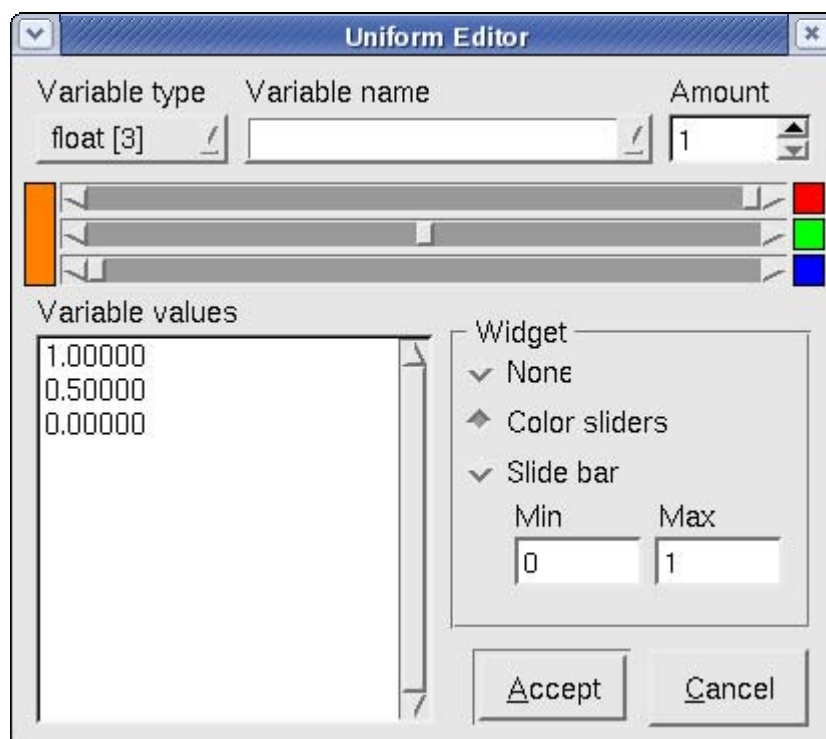 Uniform Editor
Variable type Variable name Amount
float [3] 1
Variable values
1.00000
0.50000
0.00000
Widget
None
Color sliders
Slide bar
Min Max
0 1
Accept Cancel